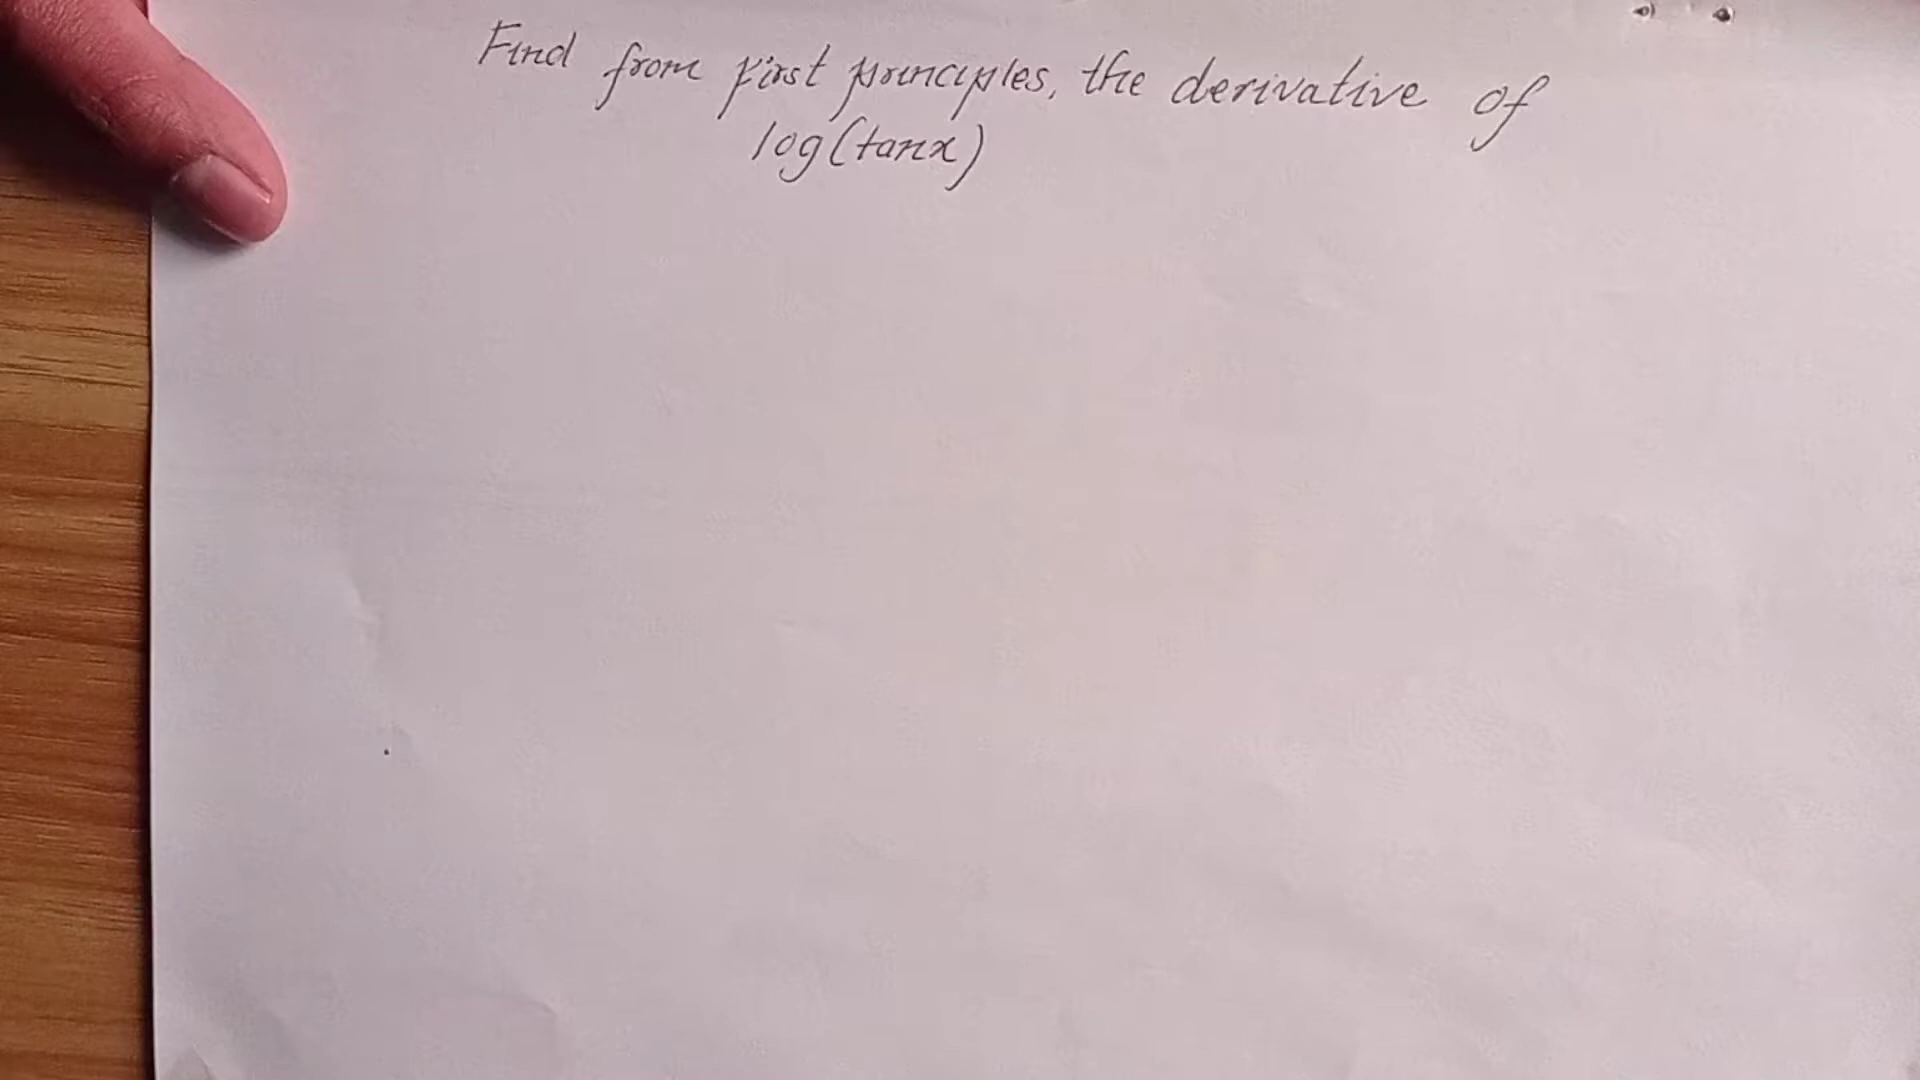 Find from first principles, the derivative of
log(tanx)